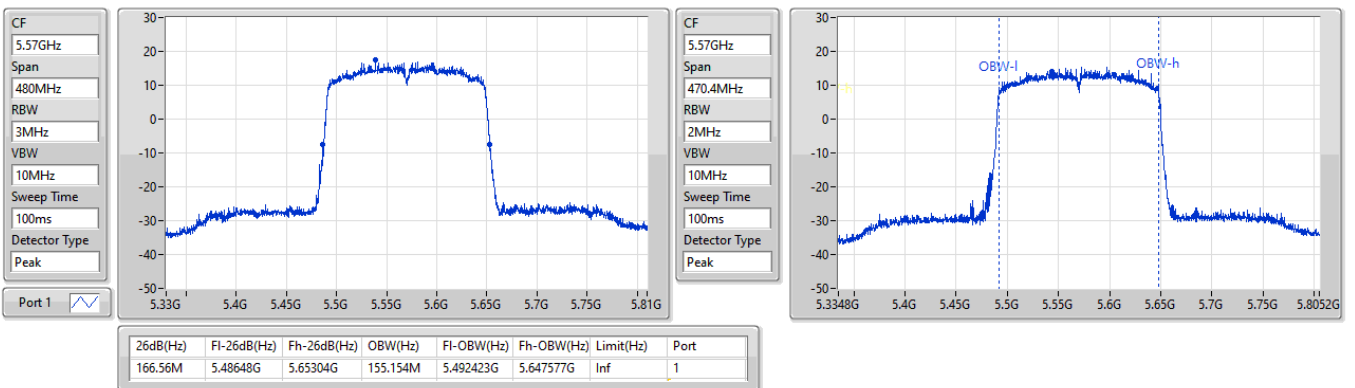 CF
5.57GHz
Span
480MHz
RBW
3MHz
VBW
10MHz
Sweep Time
100ms
Detector Type
Peak
Port 1
30
20
10
0
-10
-20
-30
-40
-50
5.33G 5.4G 5.45G 5.5G 5.55G 5.6G 5.65G 5.7G 5.75G 5.81G
CF
5.57GHz
Span
470.4MHz
RBW
2MHz
VBW
10MHz
Sweep Time
100ms
Detector Type
Peak
30
20
10
0
-10
-20
-30
-40
-50
OBW-l OBW-h
5.3348G 5.4G 5.45G 5.5G 5.55G 5.6G 5.65G 5.7G 5.75G 5.8052G
26dB(Hz) Fl-26dB(Hz) Fh-26dB(Hz) OBW(Hz) Fl-OBW(Hz) Fh-OBW(Hz) Limit(Hz) Port
166.56M 5.48648G 5.65304G 155.154M 5.492423G 5.647577G Inf 1